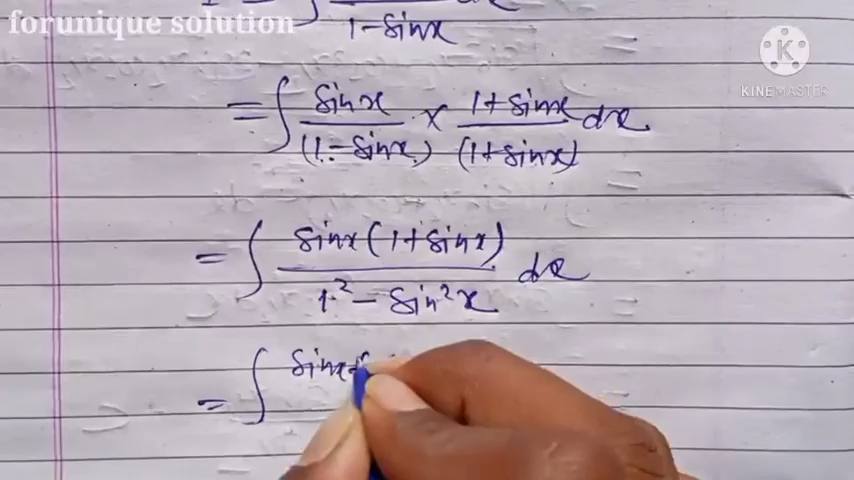 forunique solution
1-sinx
KINEMASTER
= ∫ sinx/(1-sinx) × 1+sinx/(1+sinx) dx
= ∫ sinx(1+sinx)/1²-sin²x dx
= ∫ sinx+